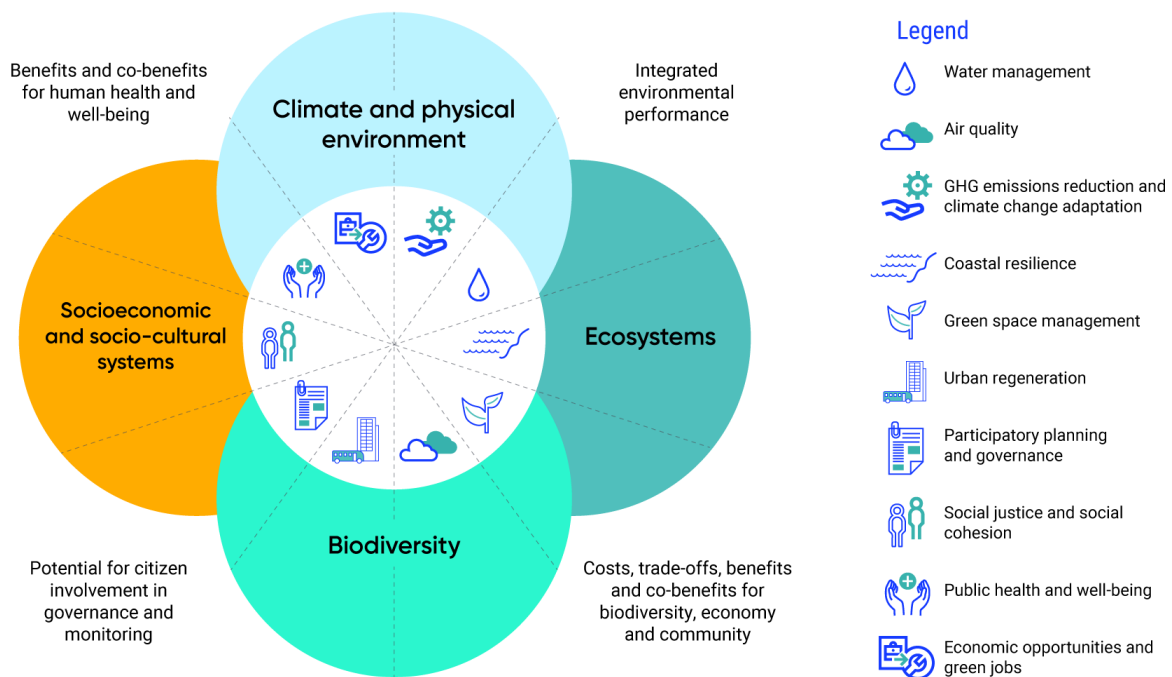 Benefits and co-benefits
for human health and
well-being
Climate and physical
environment
Integrated
environmental
performance
Socioeconomic
and socio-cultural
systems
Ecosystems
Biodiversity
Potential for citizen
involvement in
governance and
monitoring
Costs, trade-offs, benefits
and co-benefits for
biodiversity, economy
and community
Legend
Water management
Air quality
GHG emissions reduction and
climate change adaptation
Coastal resilience
Green space management
Urban regeneration
Participatory planning
and governance
Social justice and social
cohesion
Public health and well-being
Economic opportunities and
green jobs